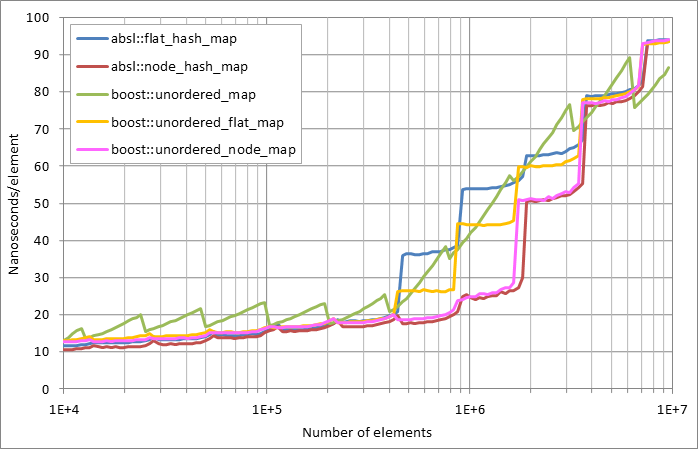 100
90
80
70
60
50
40
30
20
10
0
Nanoseconds/element
absl::flat_hash_map
absl::node_hash_map
boost::unordered_map
boost::unordered_flat_map
boost::unordered_node_map
1E+4 1E+5 1E+6 1E+7
Number of elements